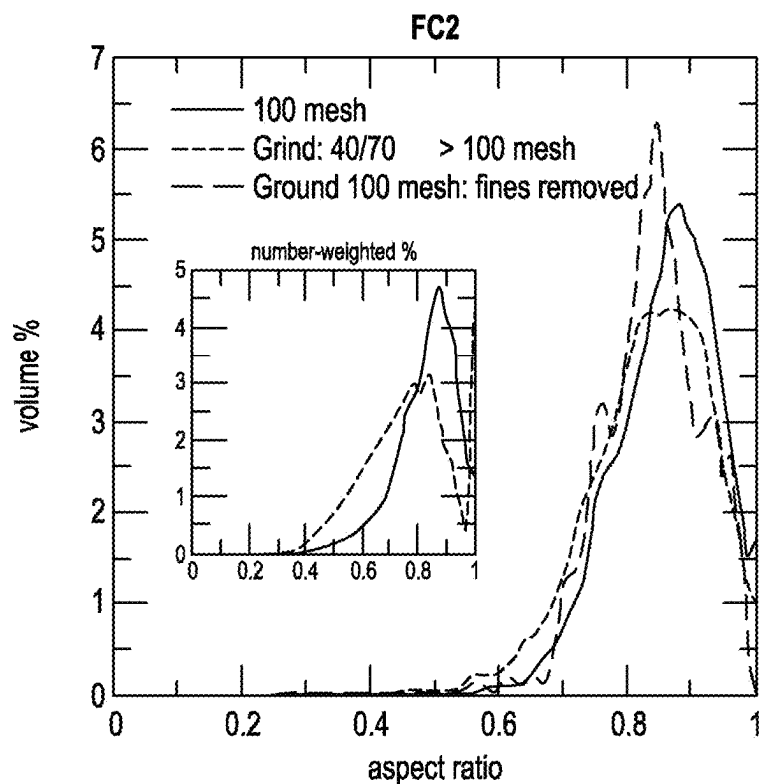 FC2
7
6
5
4
3
2
1
0
volume %
100 mesh
Grind: 40/70 > 100 mesh
Ground 100 mesh: fines removed
number-weighted %
5
4
3
2
1
0
0 0.2 0.4 0.6 0.8 1
0 0.2 0.4 0.6 0.8 1
aspect ratio